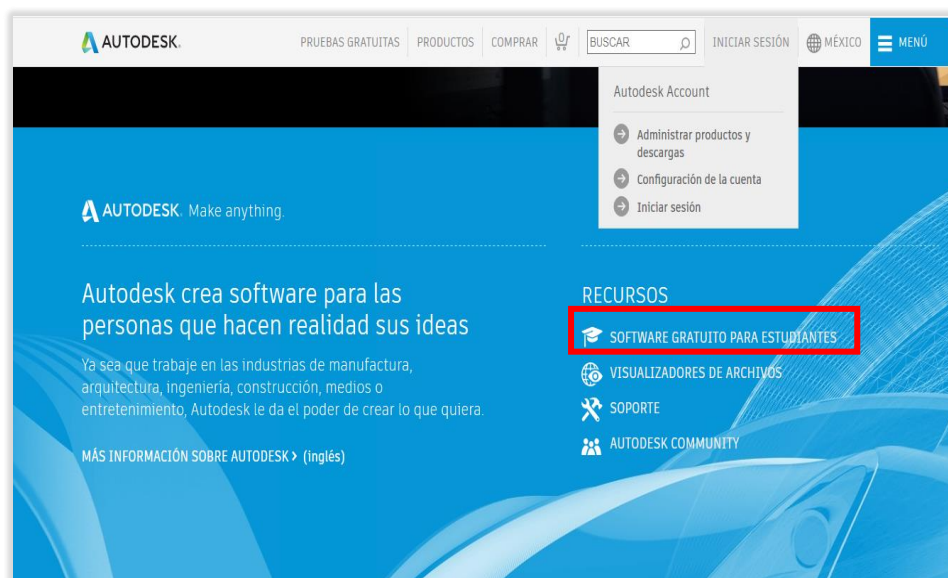 AUTODESK.
PRUEBAS GRATUITAS
PRODUCTOS
COMPRAR
0
BUSCAR
INICIAR SESIÓN
MÉXICO
MENÚ
Autodesk Account
Administrar productos y
descargas
Configuración de la cuenta
Iniciar sesión
AUTODESK. Make anything.
Autodesk crea software para las
personas que hacen realidad sus ideas
Ya sea que trabaje en las industrias de manufactura,
arquitectura, ingeniería, construcción, medios o
entretenimiento, Autodesk le da el poder de crear lo que quiera.
MÁS INFORMACIÓN SOBRE AUTODESK > (inglés)
RECURSOS
SOFTWARE GRATUITO PARA ESTUDIANTES
VISUALIZADORES DE ARCHIVOS
SOPORTE
AUTODESK COMMUNITY